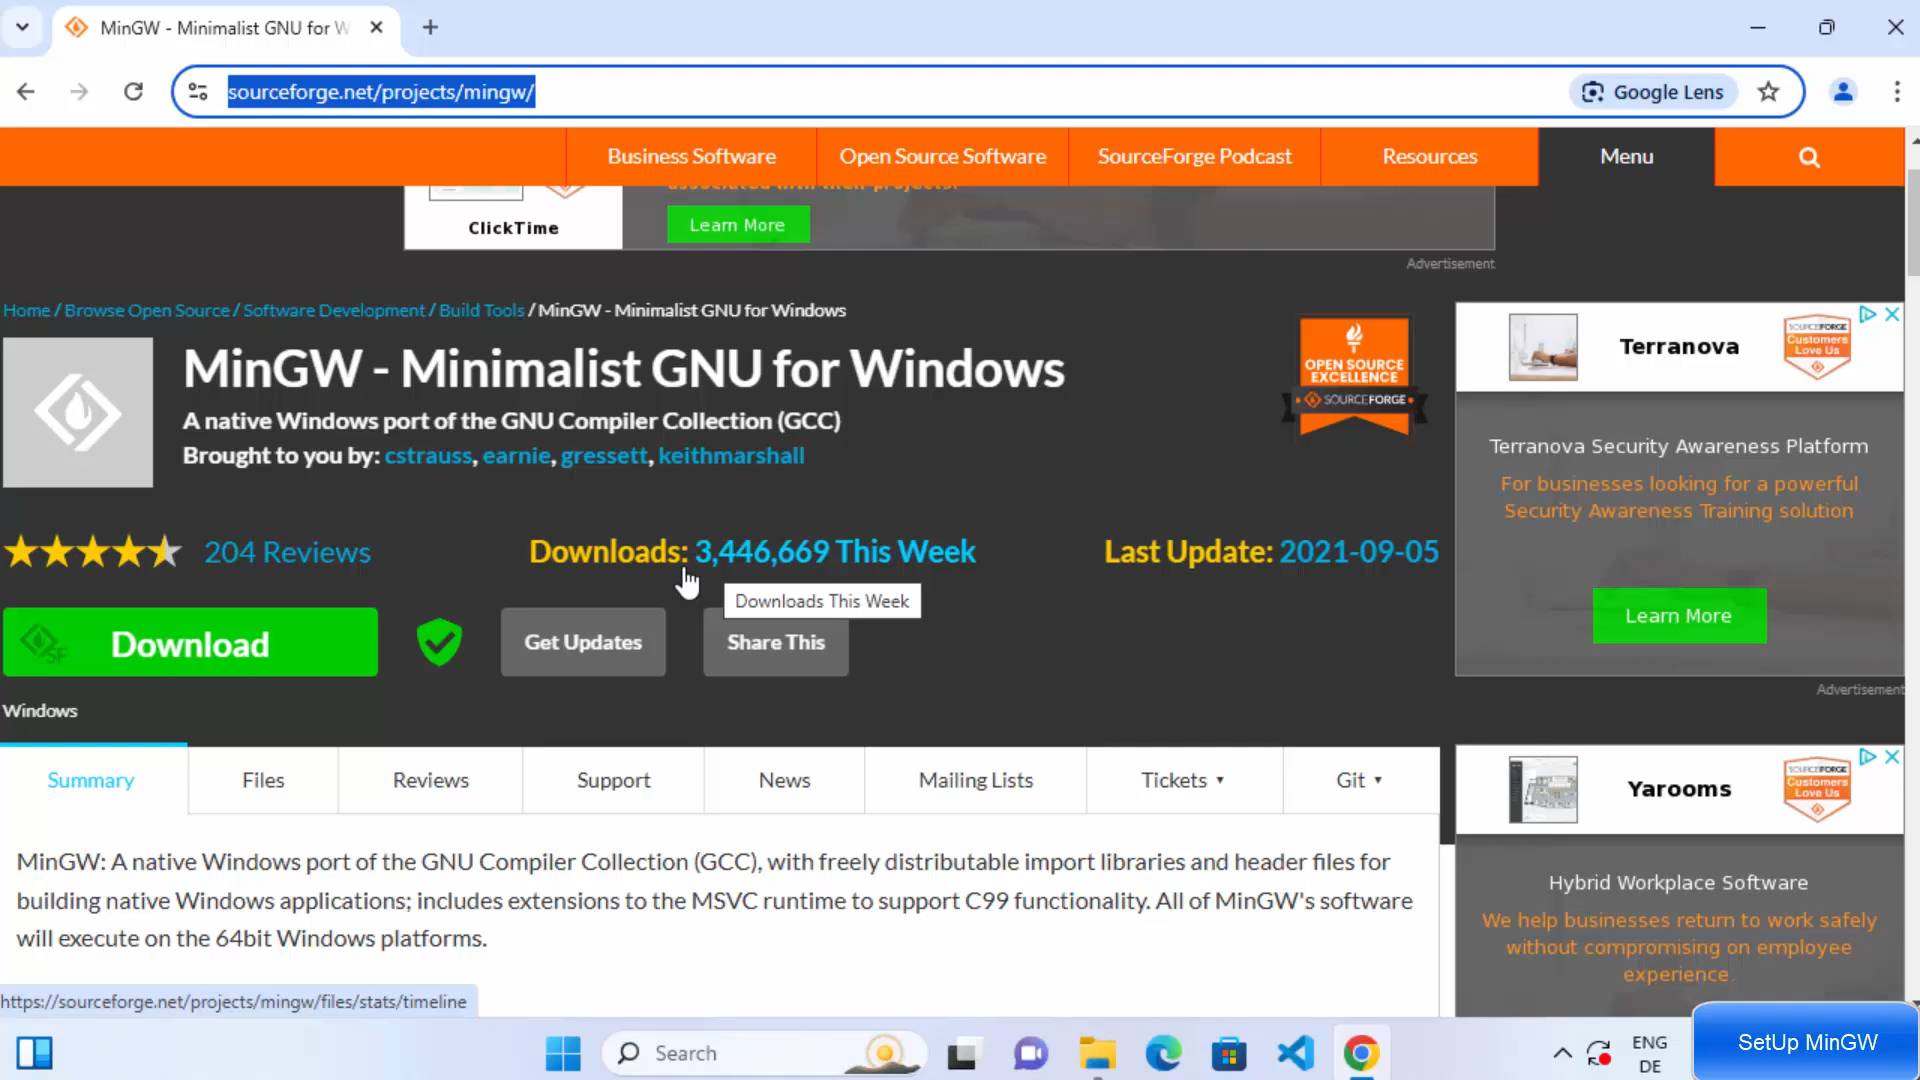 MinGW - Minimalist GNU for W
sourceforge.net/projects/mingw/
Google Lens
Business Software
Open Source Software
SourceForge Podcast
Resources
Menu
associated with their projects.
ClickTime
Learn More
Advertisement
Home / Browse Open Source / Software Development / Build Tools / MinGW - Minimalist GNU for Windows
MinGW - Minimalist GNU for Windows
A native Windows port of the GNU Compiler Collection (GCC)
Brought to you by: cstrauss, earnie, gressett, keithmarshall
OPEN SOURCE
EXCELLENCE
SOURCEFORGE
204 Reviews
Downloads: 3,446,669 This Week
Last Update: 2021-09-05
Downloads This Week
SF
Download
Get Updates
Share This
Windows
Terranova
SOURCEFORGE
Customers
Love Us
Terranova Security Awareness Platform
For businesses looking for a powerful
Security Awareness Training solution
Learn More
Advertisement
Summary
Files
Reviews
Support
News
Mailing Lists
Tickets
Git
MinGW: A native Windows port of the GNU Compiler Collection (GCC), with freely distributable import libraries and header files for
building native Windows applications; includes extensions to the MSVC runtime to support C99 functionality. All of MinGW's software
will execute on the 64bit Windows platforms.
Yarooms
SOURCEFORGE
Customers
Love Us
Hybrid Workplace Software
We help businesses return to work safely
without compromising on employee
experience.
https://sourceforge.net/projects/mingw/files/stats/timeline
Search
ENG
DE
SetUp MinGW